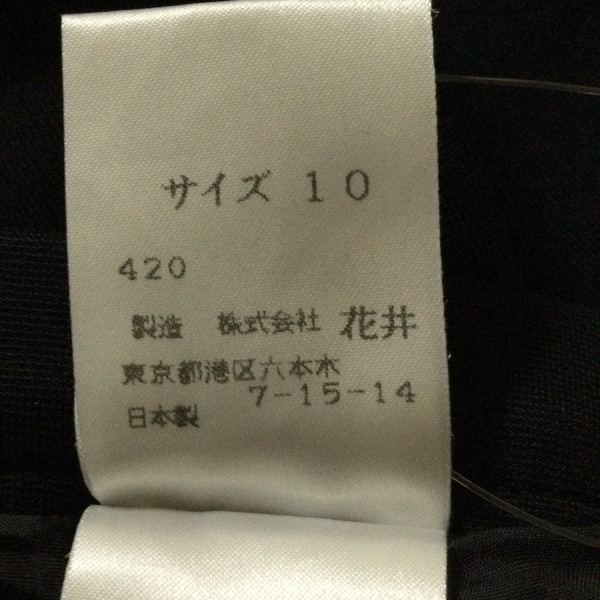 サイズ 10
420
製造 株式会社 花井
東京都港区六本木
7-15-14
日本製